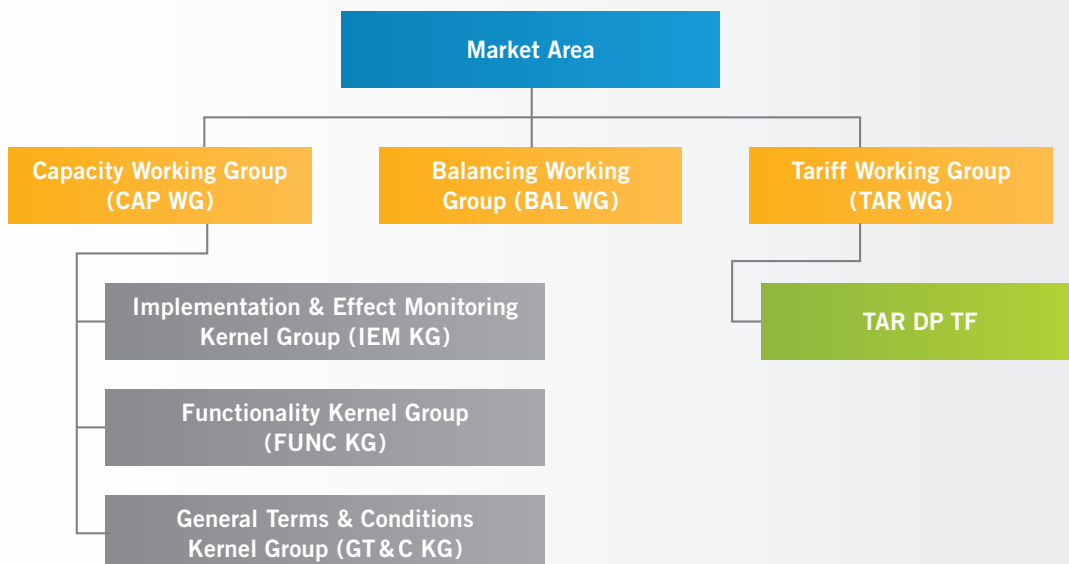 Market Area
Capacity Working Group
(CAP WG)
Balancing Working
Group (BAL WG)
Tariff Working Group
(TAR WG)
Implementation & Effect Monitoring
Kernel Group (IEM KG)
TAR DP TF
Functionality Kernel Group
(FUNC KG)
General Terms & Conditions
Kernel Group (GT & C KG)